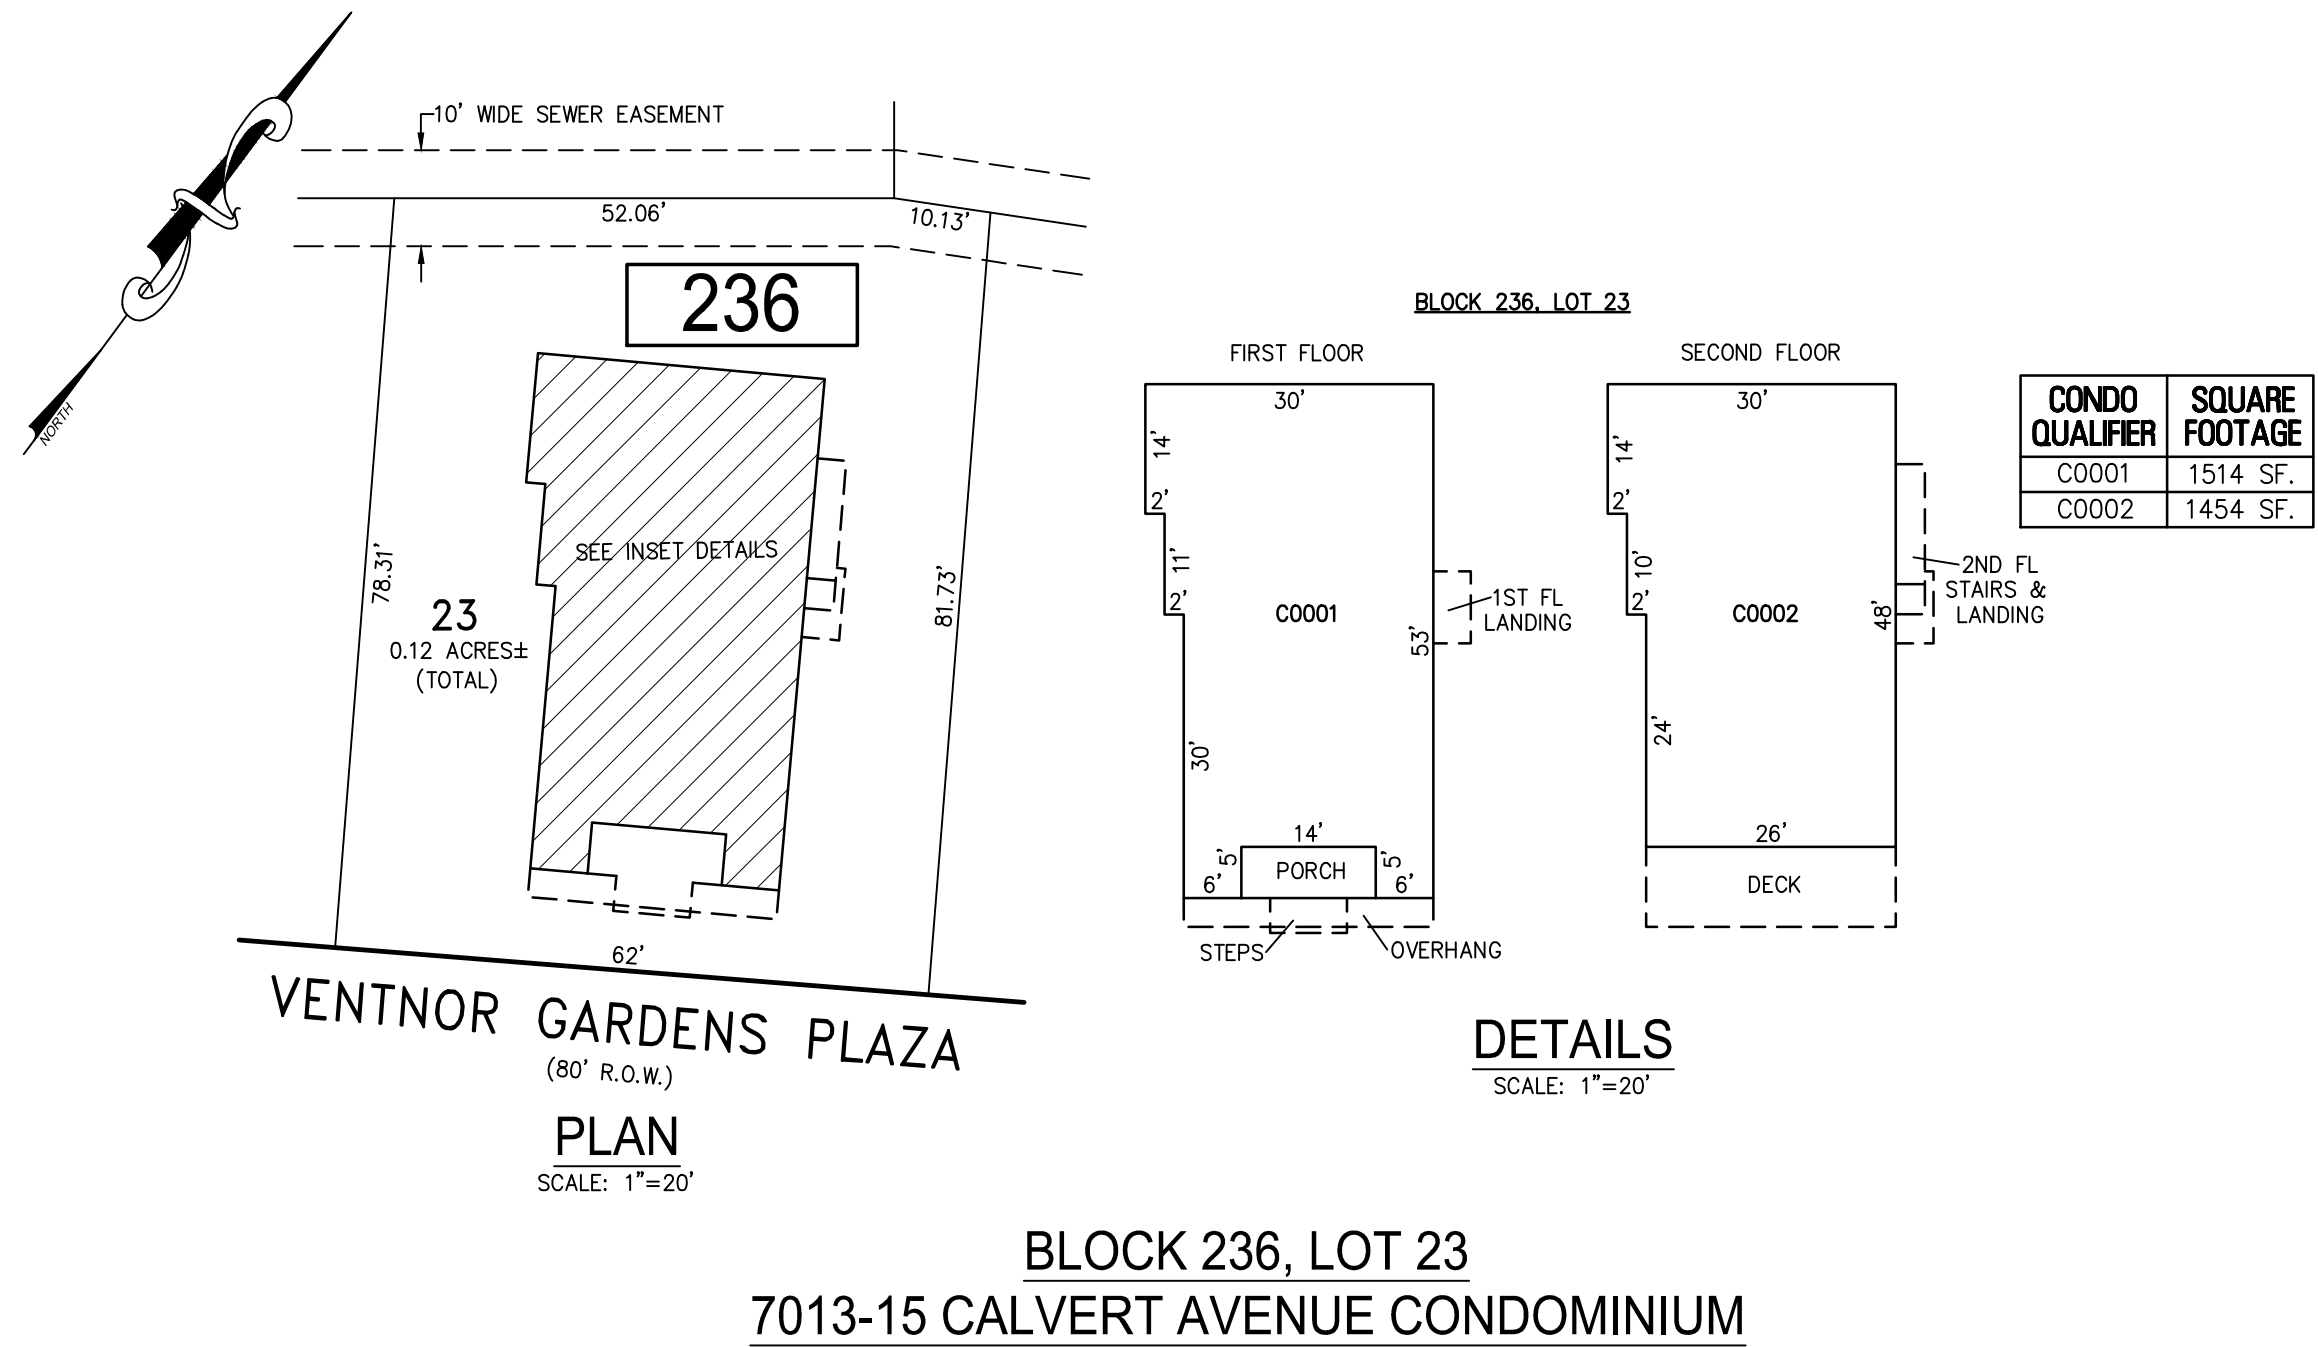 NORTH
10' WIDE SEWER EASEMENT
52.06'
10.13'
236
SEE INSET DETAILS
78.31'
23
0.12 ACRES±
(TOTAL)
81.73'
62'
VENTNOR GARDENS PLAZA
(80' R.O.W.)
PLAN
SCALE: 1"=20'
BLOCK 236, LOT 23
FIRST FLOOR
30'
14'
2'
11'
2'
C0001
1ST FL
LANDING
53'
30'
14'
5'
PORCH
5'
6'
6'
STEPS
OVERHANG
SECOND FLOOR
30'
14'
2'
10'
2'
C0002
2ND FL
STAIRS &
LANDING
48'
24'
26'
DECK
DETAILS
SCALE: 1"=20'
CONDO QUALIFIER SQUARE FOOTAGE
C0001 1514 SF.
C0002 1454 SF.
BLOCK 236, LOT 23
7013-15 CALVERT AVENUE CONDOMINIUM